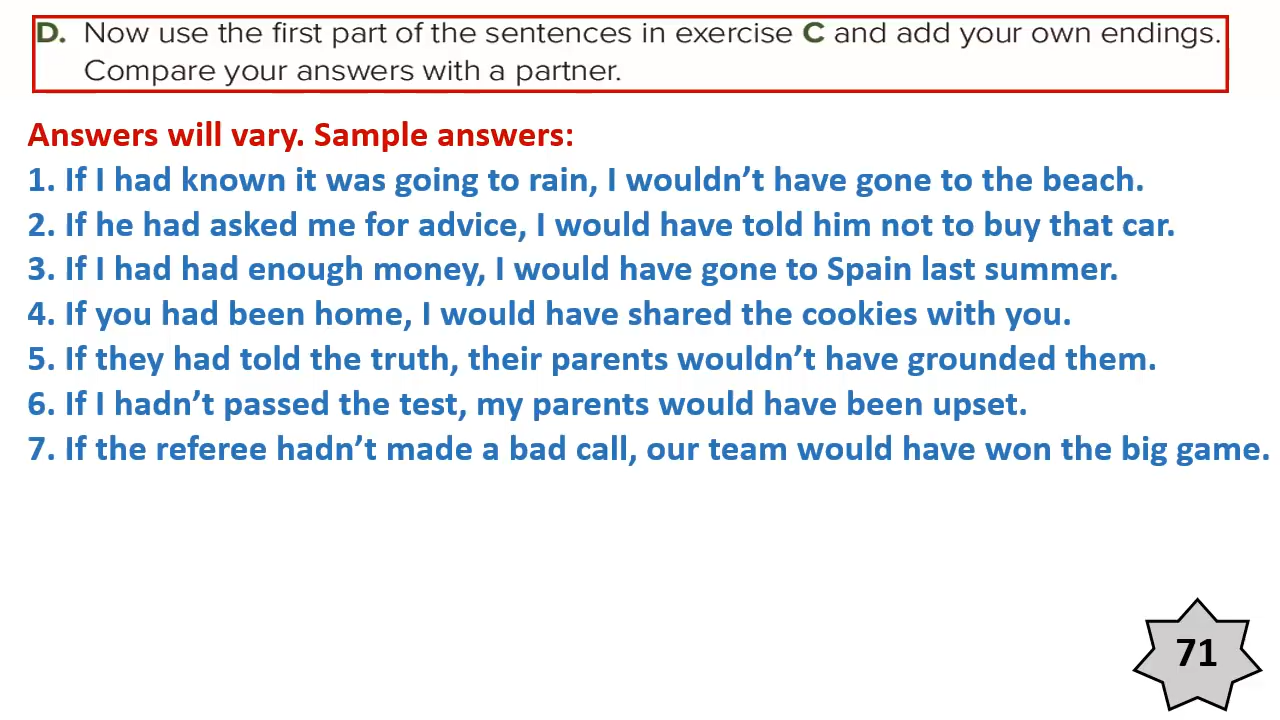 D. Now use the first part of the sentences in exercise C and add your own endings.
Compare your answers with a partner.
Answers will vary. Sample answers:
1. If I had known it was going to rain, I wouldn’t have gone to the beach.
2. If he had asked me for advice, I would have told him not to buy that car.
3. If I had had enough money, I would have gone to Spain last summer.
4. If you had been home, I would have shared the cookies with you.
5. If they had told the truth, their parents wouldn’t have grounded them.
6. If I hadn’t passed the test, my parents would have been upset.
7. If the referee hadn’t made a bad call, our team would have won the big game.
71